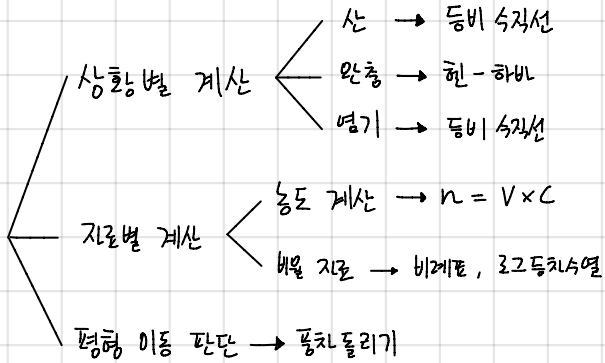 산 → 등비 수직선
상황별 계산
완충 → 헨-하바
염기 → 등비 수직선
농도 계산 → n = V × C
자료별 계산
비율 자료 → 비례표, 로그등차수열
평형 이동 판단 → 풍차돌리기